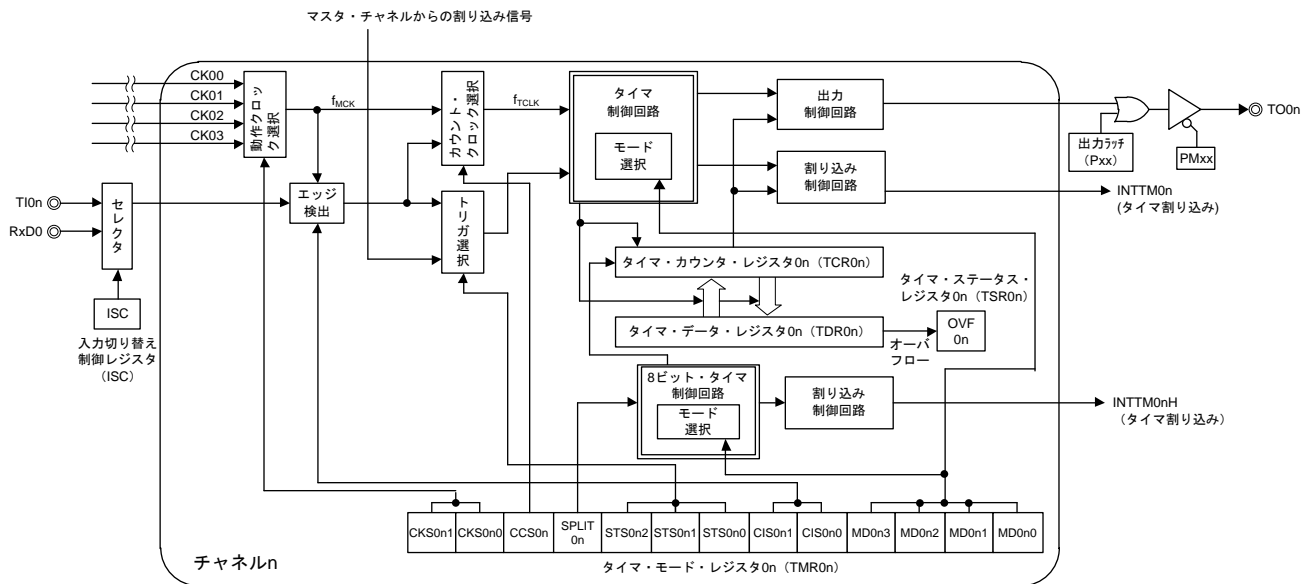 マスタ・チャネルからの割り込み信号
CK00
CK01
CK02
CK03
動作クロック選択
fMCK
カウント・クロック選択
fTCLK
タイマ
制御回路
モード
選択
出力
制御回路
TO0n
出力ラッチ
（Pxx）
PMxx
割り込み
制御回路
INTTM0n
(タイマ割り込み)
TI0n
RxD0
セレクタ
エッジ
検出
トリガ選択
ISC
入力切り替え
制御レジスタ
（ISC）
タイマ・カウンタ・レジスタ0n（TCR0n）
タイマ・ステータス・
レジスタ0n（TSR0n）
タイマ・データ・レジスタ0n（TDR0n）
オーバ
フロー
OVF
0n
8ビット・タイマ
制御回路
モード
選択
割り込み
制御回路
INTTM0nH
（タイマ割り込み）
CKS0n1
CKS0n0
CCS0n
SPLIT
0n
STS0n2
STS0n1
STS0n0
CIS0n1
CIS0n0
MD0n3
MD0n2
MD0n1
MD0n0
チャネルn
タイマ・モード・レジスタ0n（TMR0n）